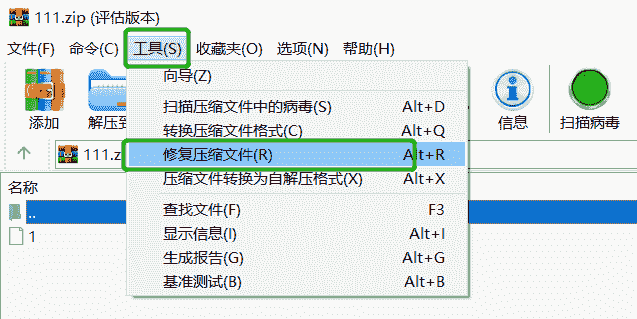 111.zip (评估版本)
文件(F) 命令(C) 工具(S) 收藏夹(O) 选项(N) 帮助(H)
向导(Z)
扫描压缩文件中的病毒(S) Alt+D
转换压缩文件格式(C) Alt+Q
修复压缩文件(R) Alt+R
压缩文件转换为自解压格式(X) Alt+X
查找文件(F) F3
显示信息(I) Alt+I
生成报告(G) Alt+G
基准测试(B) Alt+B
添加 解压到 信息 扫描病毒
111.z
名称
..
1